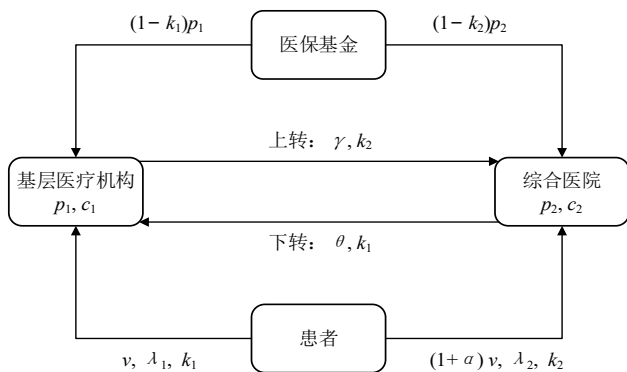 (1− k₁)p₁
医保基金
(1− k₂)p₂
上转： γ, k₂
基层医疗机构
p₁, c₁
综合医院
p₂, c₂
下转： θ, k₁
患者
v, λ₁, k₁
(1+ α) v, λ₂, k₂